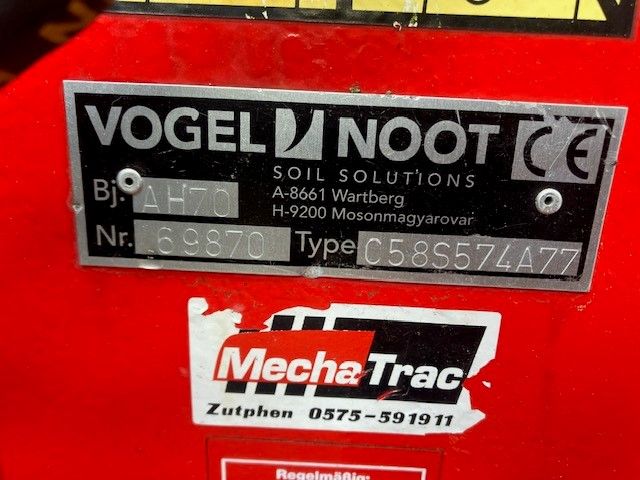 VOGEL NOOT CE
SOIL SOLUTIONS
A-8661 Wartberg
H-9200 Mosonmagyarovar
Bj. AH70
Nr. 69870 Type C58S574A77
MechaTrac
Zutphen 0575-591911
Regelmäßig: